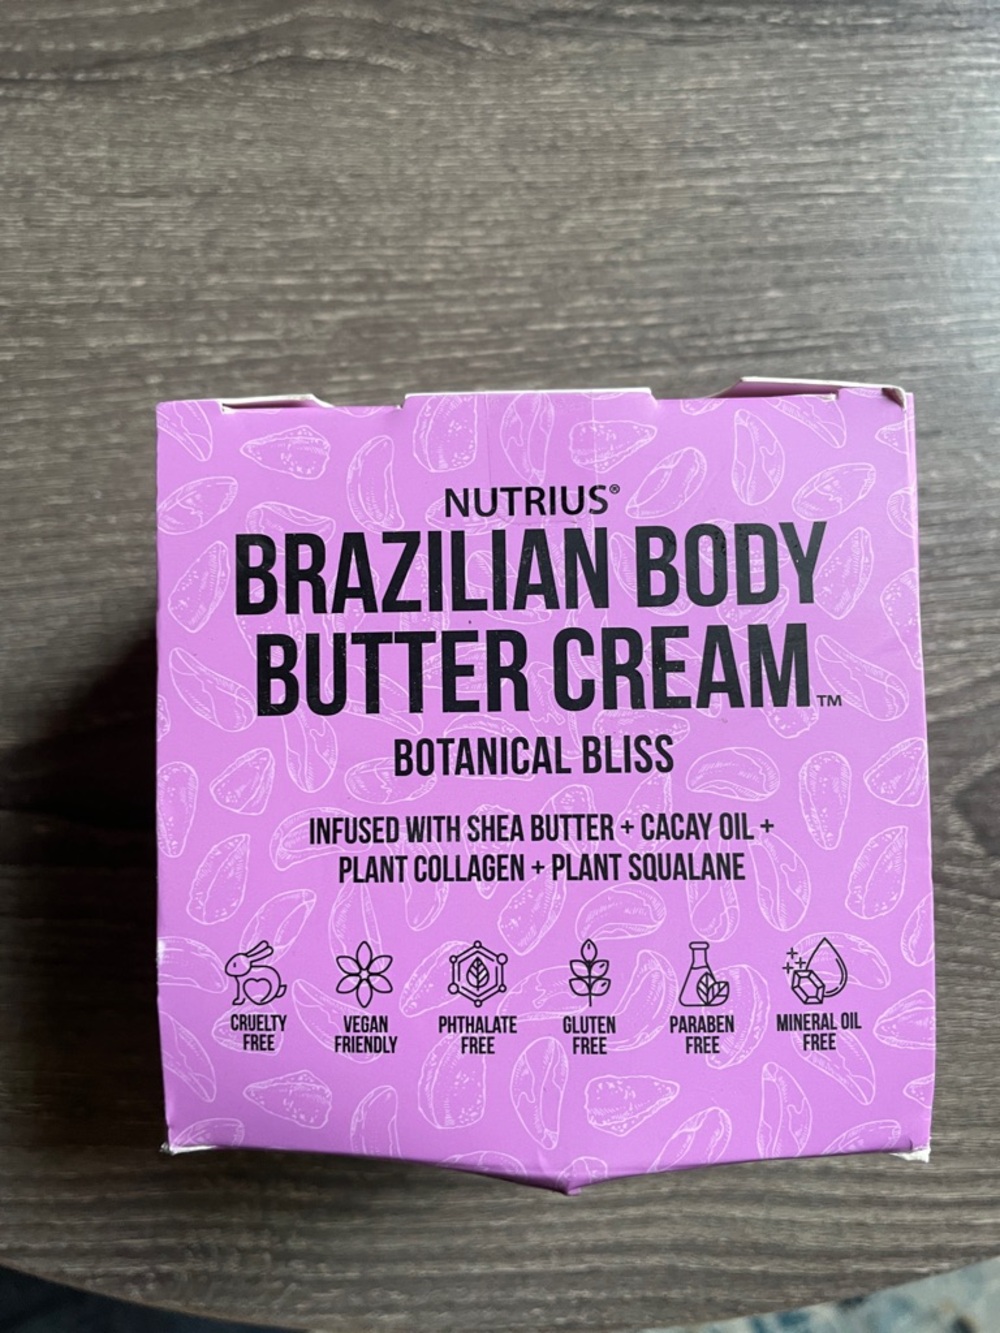 NUTRIUS®
BRAZILIAN BODY
BUTTER CREAM™
BOTANICAL BLISS
INFUSED WITH SHEA BUTTER + CACAY OIL +
PLANT COLLAGEN + PLANT SQUALANE
CRUELTY
FREE
VEGAN
FRIENDLY
PHTHALATE
FREE
GLUTEN
FREE
PARABEN
FREE
MINERAL OIL
FREE